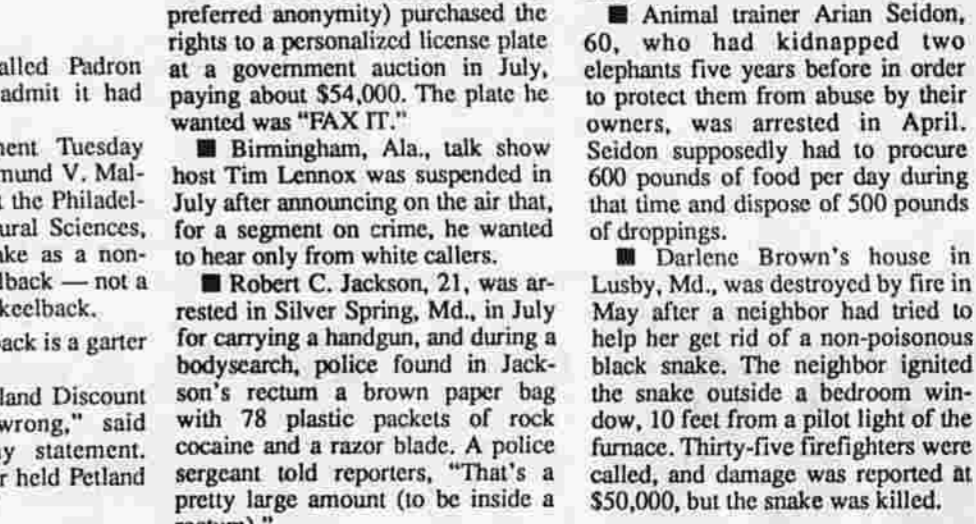 alled Padron
admit it had
nent Tuesday
mund V. Mal-
t the Philadel-
ural Sciences,
ake as a non-
lback — not a
keelback.
ack is a garter
land Discount
wrong," said
y statement.
r held Petland
preferred anonymity) purchased the
rights to a personalized license plate
at a government auction in July,
paying about $54,000. The plate he
wanted was "FAX IT."
■ Birmingham, Ala., talk show
host Tim Lennox was suspended in
July after announcing on the air that,
for a segment on crime, he wanted
to hear only from white callers.
■ Robert C. Jackson, 21, was ar-
rested in Silver Spring, Md., in July
for carrying a handgun, and during a
bodysearch, police found in Jack-
son's rectum a brown paper bag
with 78 plastic packets of rock
cocaine and a razor blade. A police
sergeant told reporters, "That's a
pretty large amount (to be inside a
rectum)."
■ Animal trainer Arian Seidon,
60, who had kidnapped two
elephants five years before in order
to protect them from abuse by their
owners, was arrested in April.
Seidon supposedly had to procure
600 pounds of food per day during
that time and dispose of 500 pounds
of droppings.
■ Darlene Brown's house in
Lusby, Md., was destroyed by fire in
May after a neighbor had tried to
help her get rid of a non-poisonous
black snake. The neighbor ignited
the snake outside a bedroom win-
dow, 10 feet from a pilot light of the
furnace. Thirty-five firefighters were
called, and damage was reported at
$50,000, but the snake was killed.